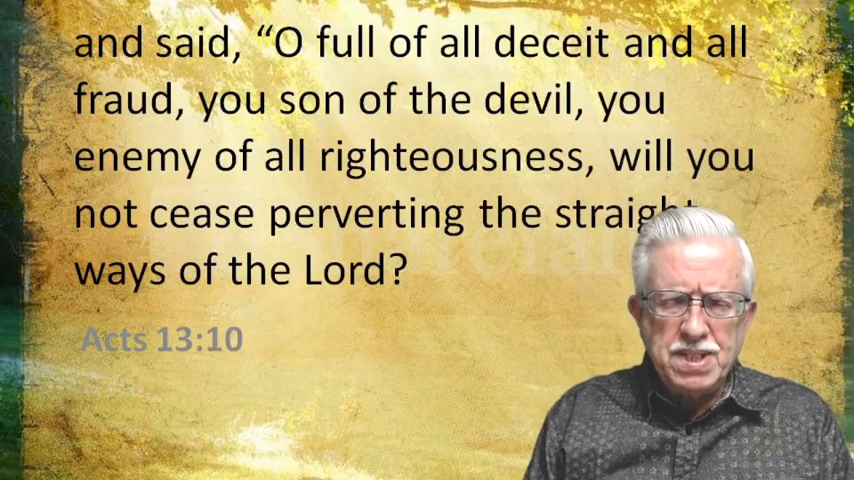 and said, “O full of all deceit and all
fraud, you son of the devil, you
enemy of all righteousness, will you
not cease perverting the straight
ways of the Lord?
Acts 13:10